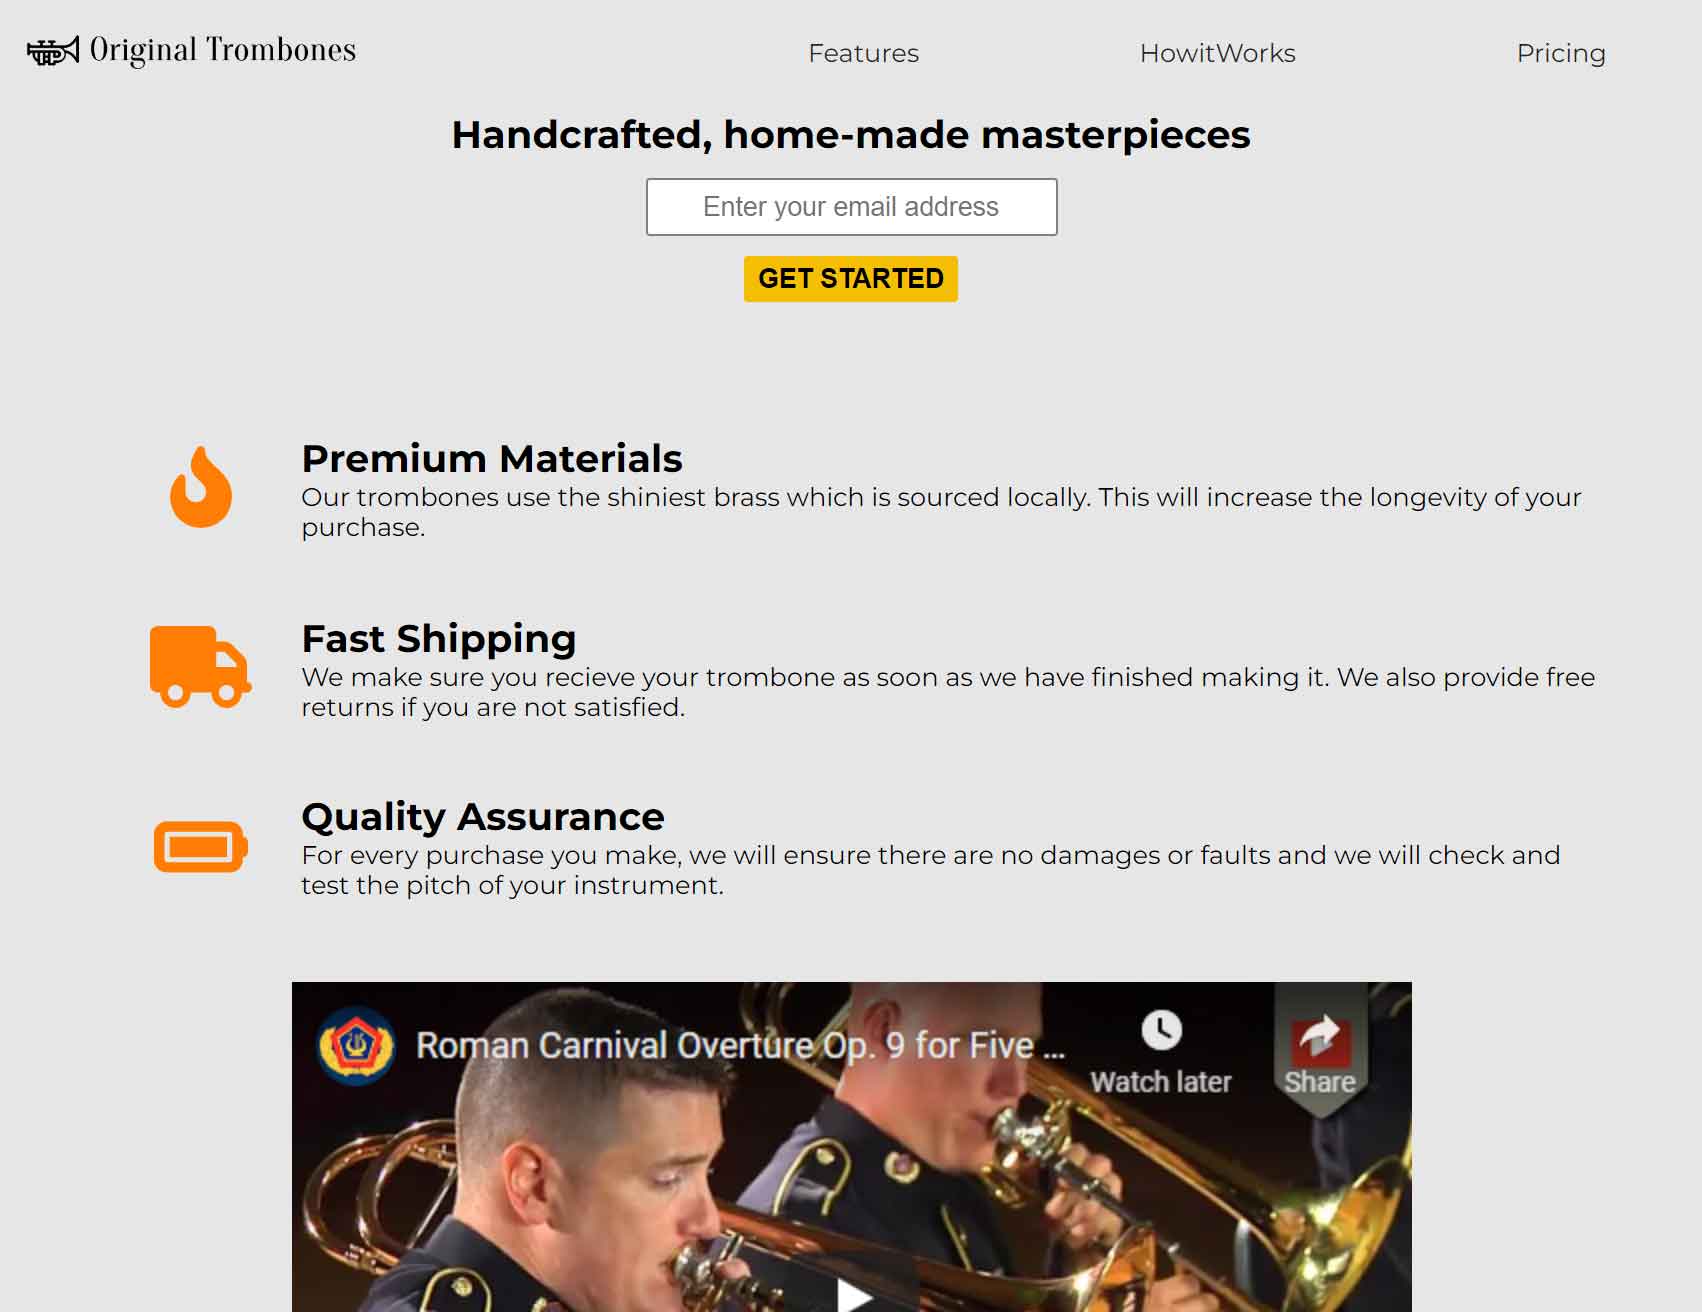 Original Trombones
Features
HowitWorks
Pricing
Handcrafted, home-made masterpieces
Enter your email address
GET STARTED
Premium Materials
Our trombones use the shiniest brass which is sourced locally. This will increase the longevity of your
purchase.
Fast Shipping
We make sure you recieve your trombone as soon as we have finished making it. We also provide free
returns if you are not satisfied.
Quality Assurance
For every purchase you make, we will ensure there are no damages or faults and we will check and
test the pitch of your instrument.
Roman Carnival Overture Op. 9 for Five ...
Watch later
Share